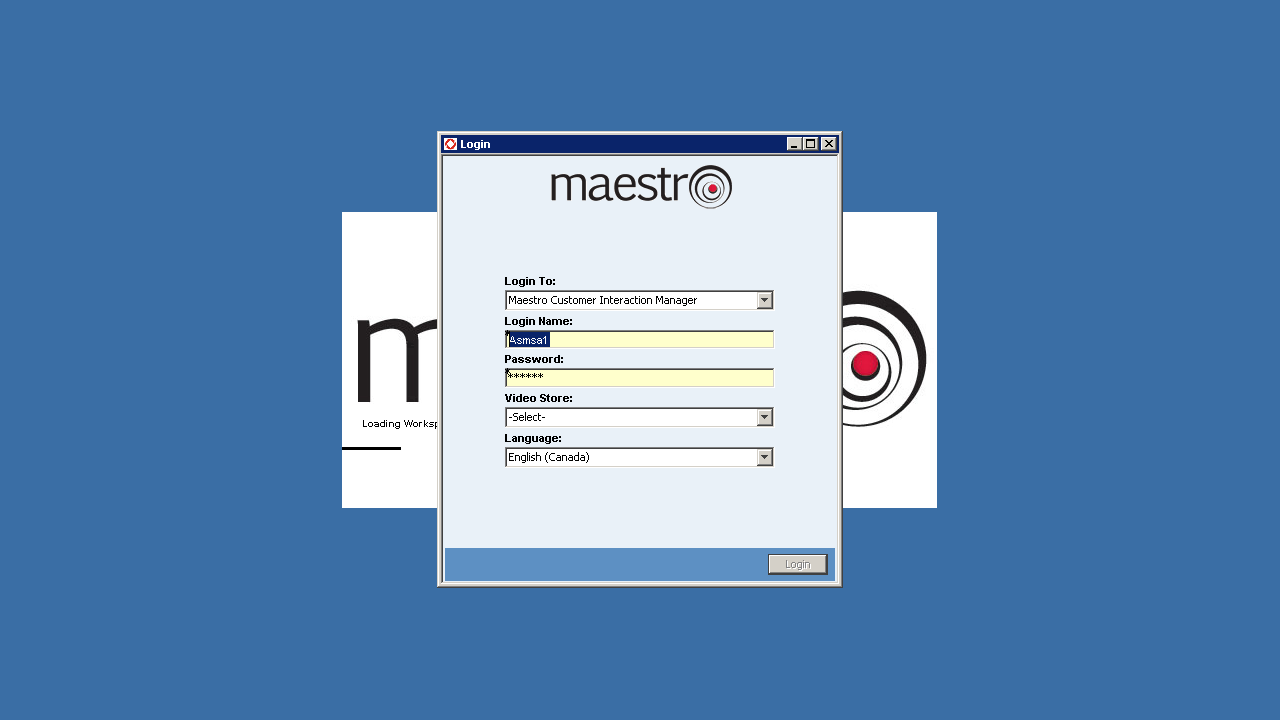 Login
maestro
Login To:
Maestro Customer Interaction Manager
Login Name:
Asmsa1
Password:
******
Video Store:
-Select-
Language:
English (Canada)
Login
m
Loading Worksp